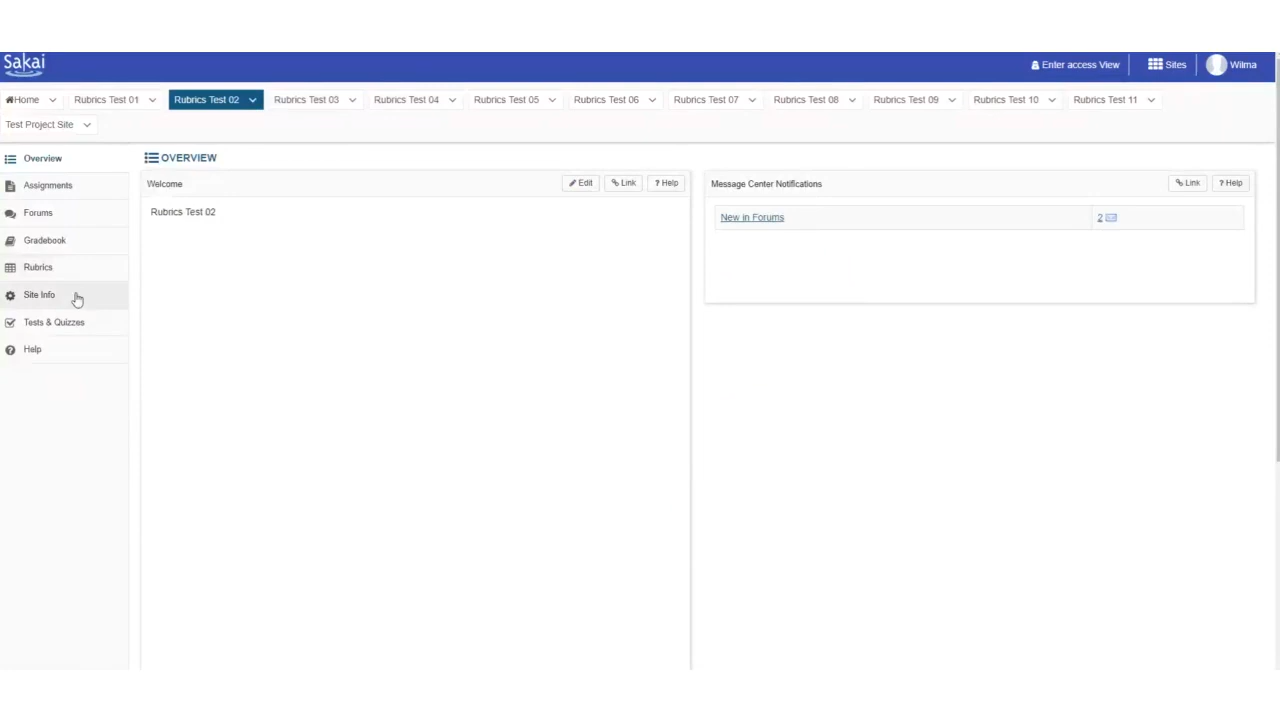 Sakai
Enter access View Sites Wilma
Home Rubrics Test 01 Rubrics Test 02 Rubrics Test 03 Rubrics Test 04 Rubrics Test 05 Rubrics Test 06 Rubrics Test 07 Rubrics Test 08 Rubrics Test 09 Rubrics Test 10 Rubrics Test 11
Test Project Site
Overview
Assignments
Forums
Gradebook
Rubrics
Site Info
Tests & Quizzes
Help
OVERVIEW
Welcome Edit Link ? Help
Rubrics Test 02
Message Center Notifications Link ? Help
New in Forums 2